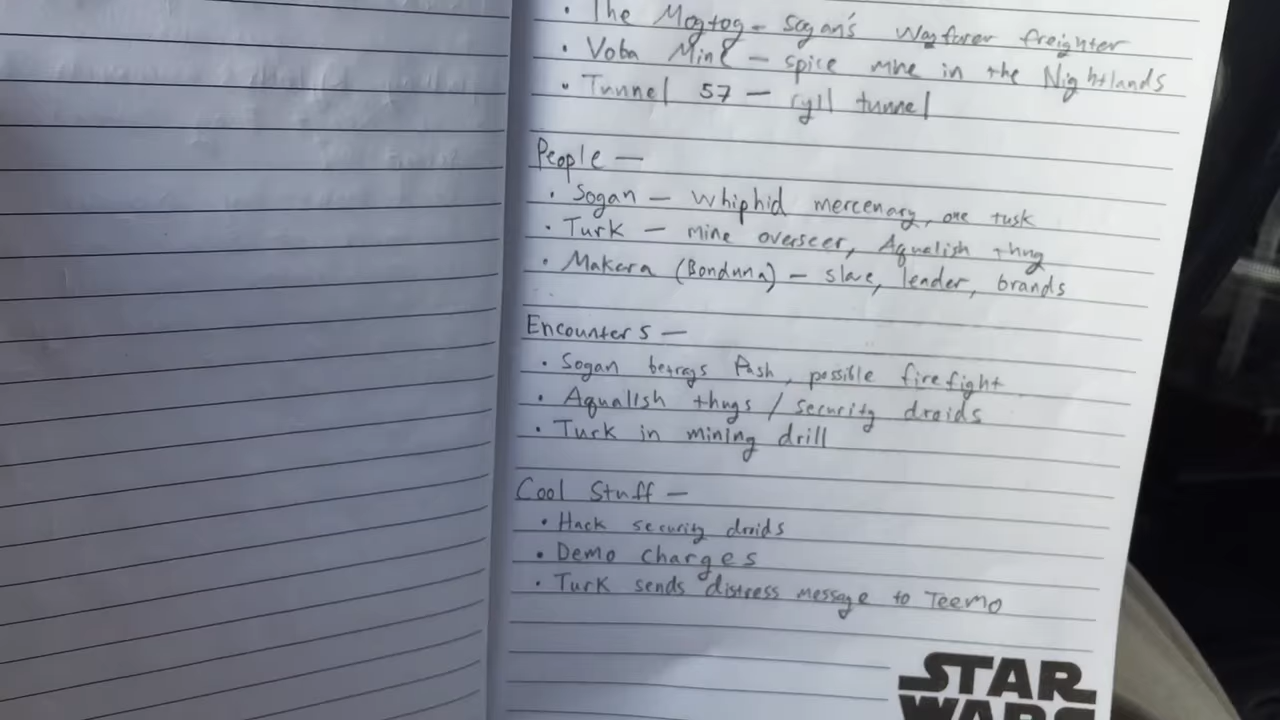 • The Mogtog – Sogan's Wayfarer freighter
• Voba Mine – spice mine in the Nightlands
• Tunnel 57 – ryll tunnel
People –
• Sogan – Whiphid mercenary, one tusk
• Turk – mine overseer, Aqualish thug
• Makara (Bonduna) – slave, leader, brands
Encounters –
• Sogan betrays Pash, possible firefight
• Aqualish thugs / security droids
• Turk in mining drill
Cool Stuff –
• Hack security droids
• Demo charges
• Turk sends distress message to Teemo
STAR
WARS